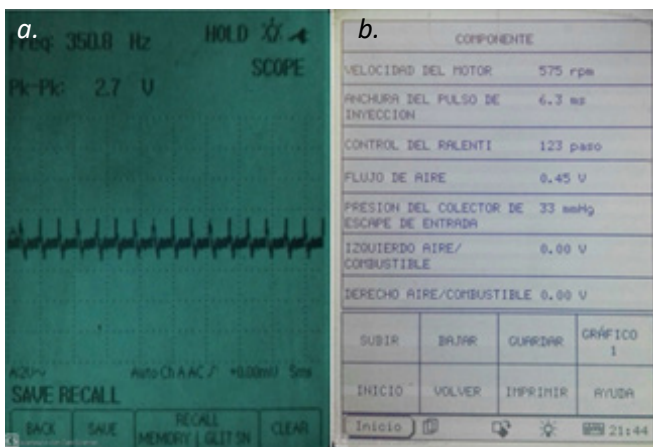 a.
Freq: 350.8 Hz HOLD
SCOPE
Pk-Pk: 2.7 V
A2V~ Auto Ch A AC +0.00mU 5ms
SAVE RECALL
BACK SAVE RECALL CLEAR
MEMORY GLITSN
b.
COMPONENTE
VELOCIDAD DEL MOTOR 575 rpm
ANCHURA DEL PULSO DE 6.3 ms
INYECCION
CONTROL DEL RALENTI 123 paso
FLUJO DE AIRE 0.45 V
PRESION DEL COLECTOR DE 33 mmHg
ESCAPE DE ENTRADA
IZQUIERDO AIRE/ 0.00 V
COMBUSTIBLE
DERECHO AIRE/COMBUSTIBLE 0.00 V
SUBIR BAJAR GUARDAR GRÁFICO
1
INICIO VOLVER IMPRIMIR AYUDA
Inicio 21:44